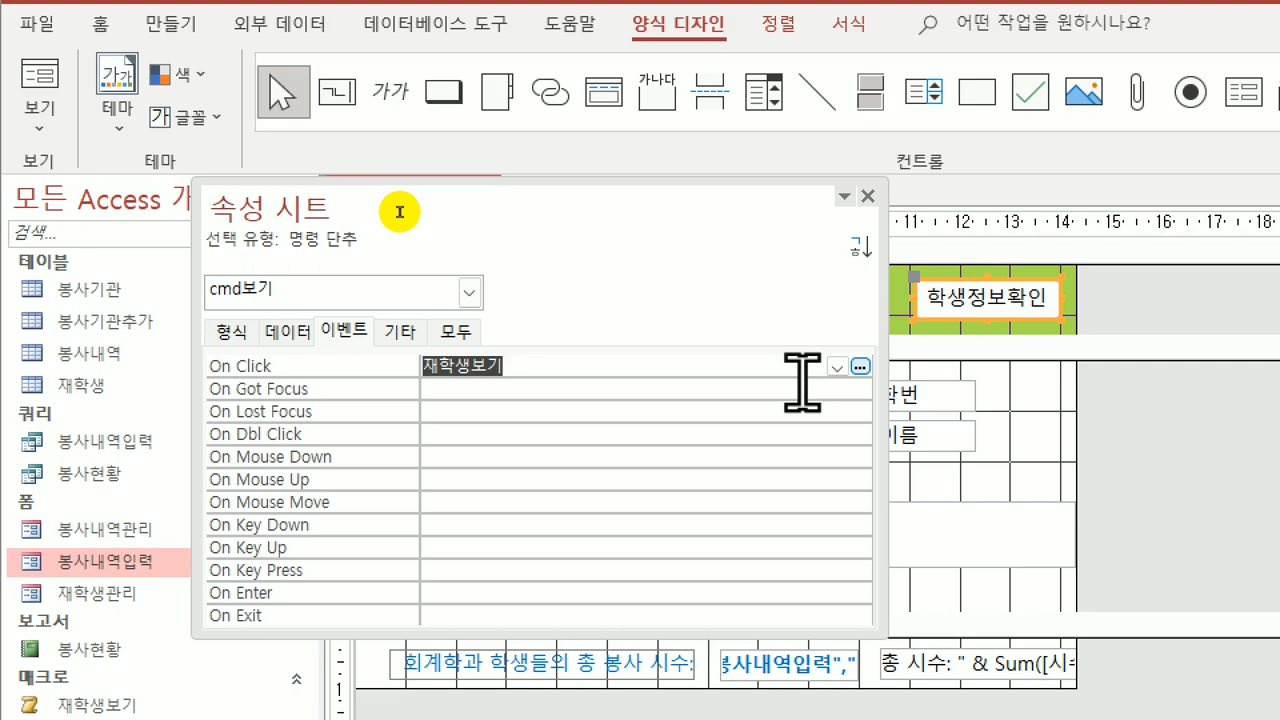 파일 홈 만들기 외부 데이터 데이터베이스 도구 도움말 양식 디자인 정렬 서식 어떤 작업을 원하시나요?
가가 색 가가 가나다
보기 테마 가 글꼴
보기 테마 컨트롤
모든 Access 개
검색...
테이블
봉사기관
봉사기관추가
봉사내역
재학생
쿼리
봉사내역입력
봉사현황
폼
봉사내역관리
봉사내역입력
재학생관리
보고서
봉사현황
매크로
재학생보기
속성 시트
선택 유형: 명령 단추
cmd보기
형식 데이터 이벤트 기타 모두
On Click 재학생보기
On Got Focus
On Lost Focus
On Dbl Click
On Mouse Down
On Mouse Up
On Mouse Move
On Key Down
On Key Up
On Key Press
On Enter
On Exit
11 12 13 14 15 16 17 18
학생정보확인
학번
이름
1
회계학과 학생들의 총 봉사 시수: 봉사내역입력"," 총 시수: " & Sum([시수